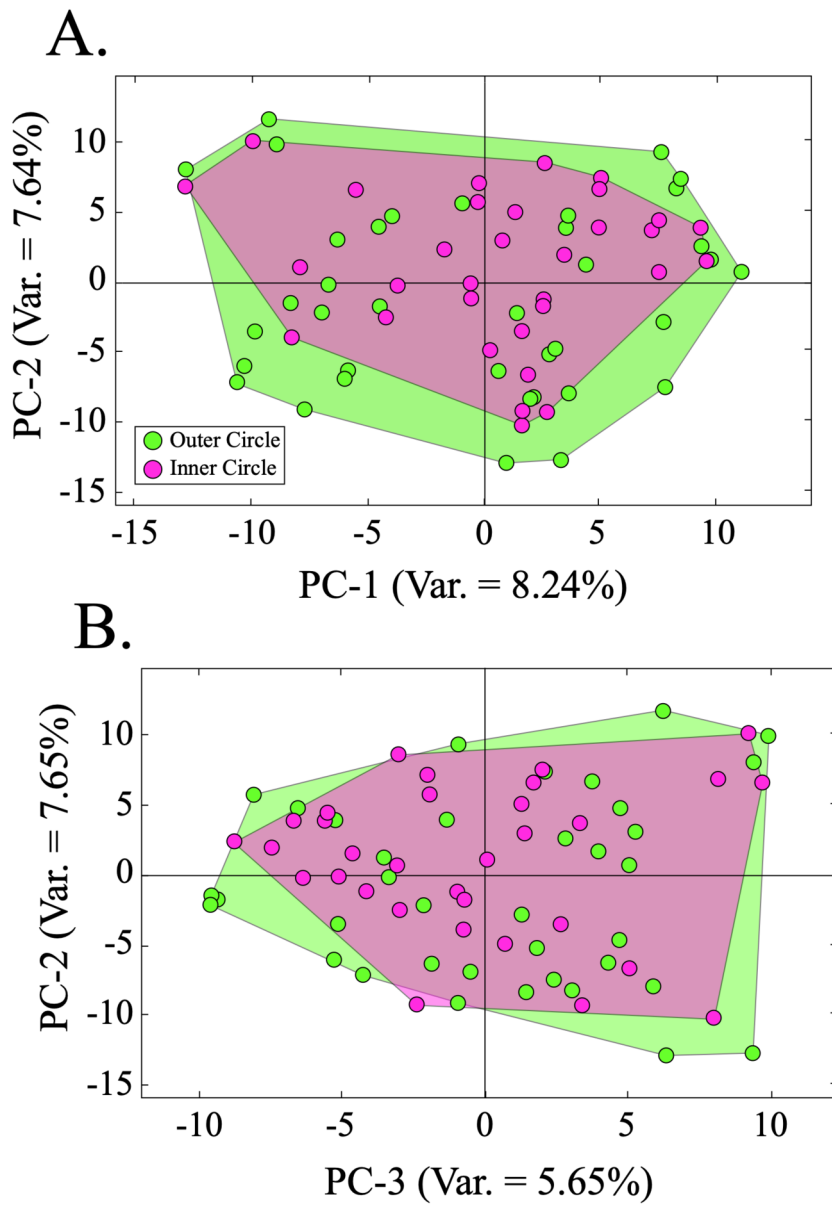 A.
PC-2 (Var. = 7.64%)
10
5
0
-5
-10
-15
Outer Circle
Inner Circle
-15 -10 -5 0 5 10
PC-1 (Var. = 8.24%)
B.
PC-2 (Var. = 7.65%)
10
5
0
-5
-10
-15
-10 -5 0 5 10
PC-3 (Var. = 5.65%)